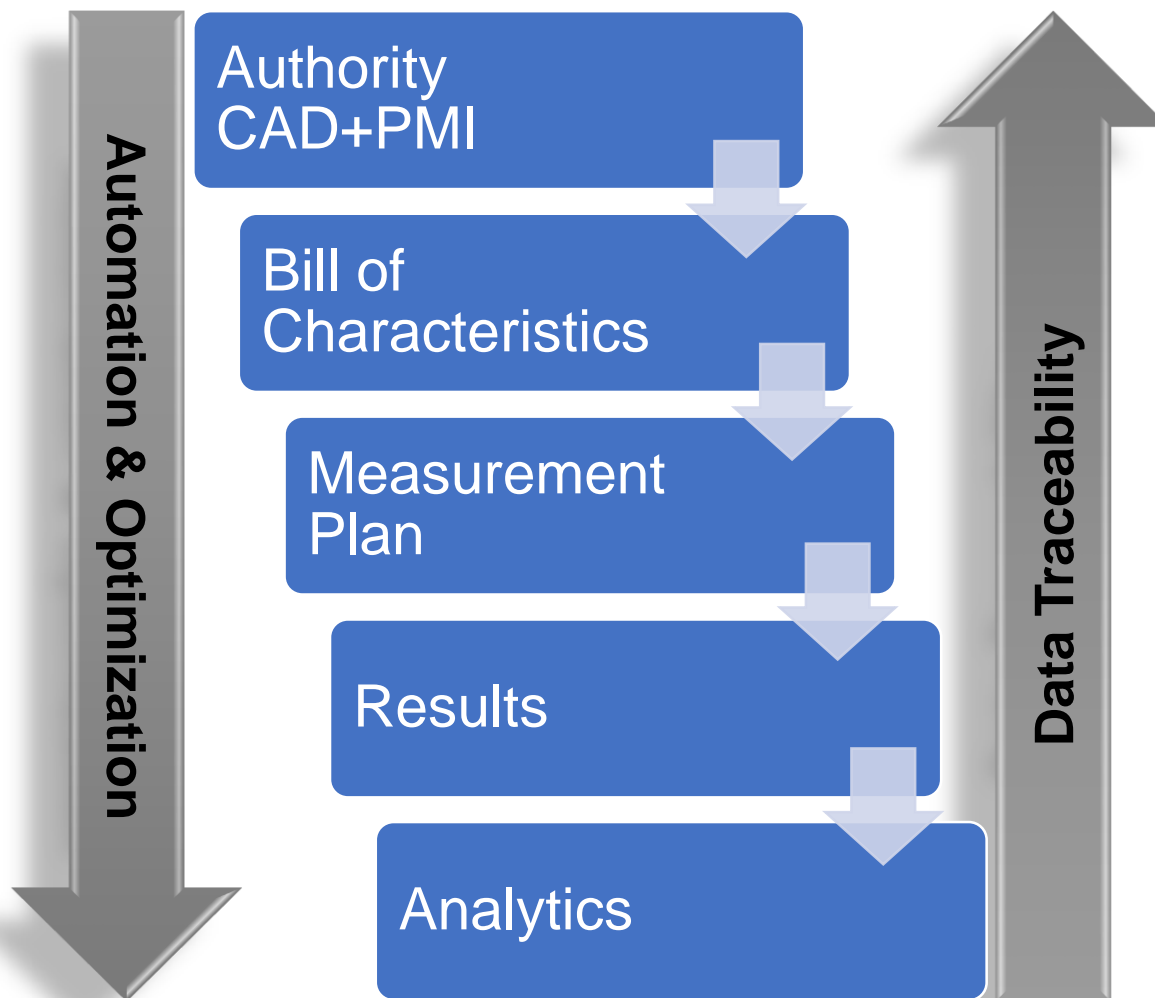 Automation & Optimization
Authority
CAD+PMI
Bill of
Characteristics
Measurement
Plan
Results
Analytics
Data Traceability